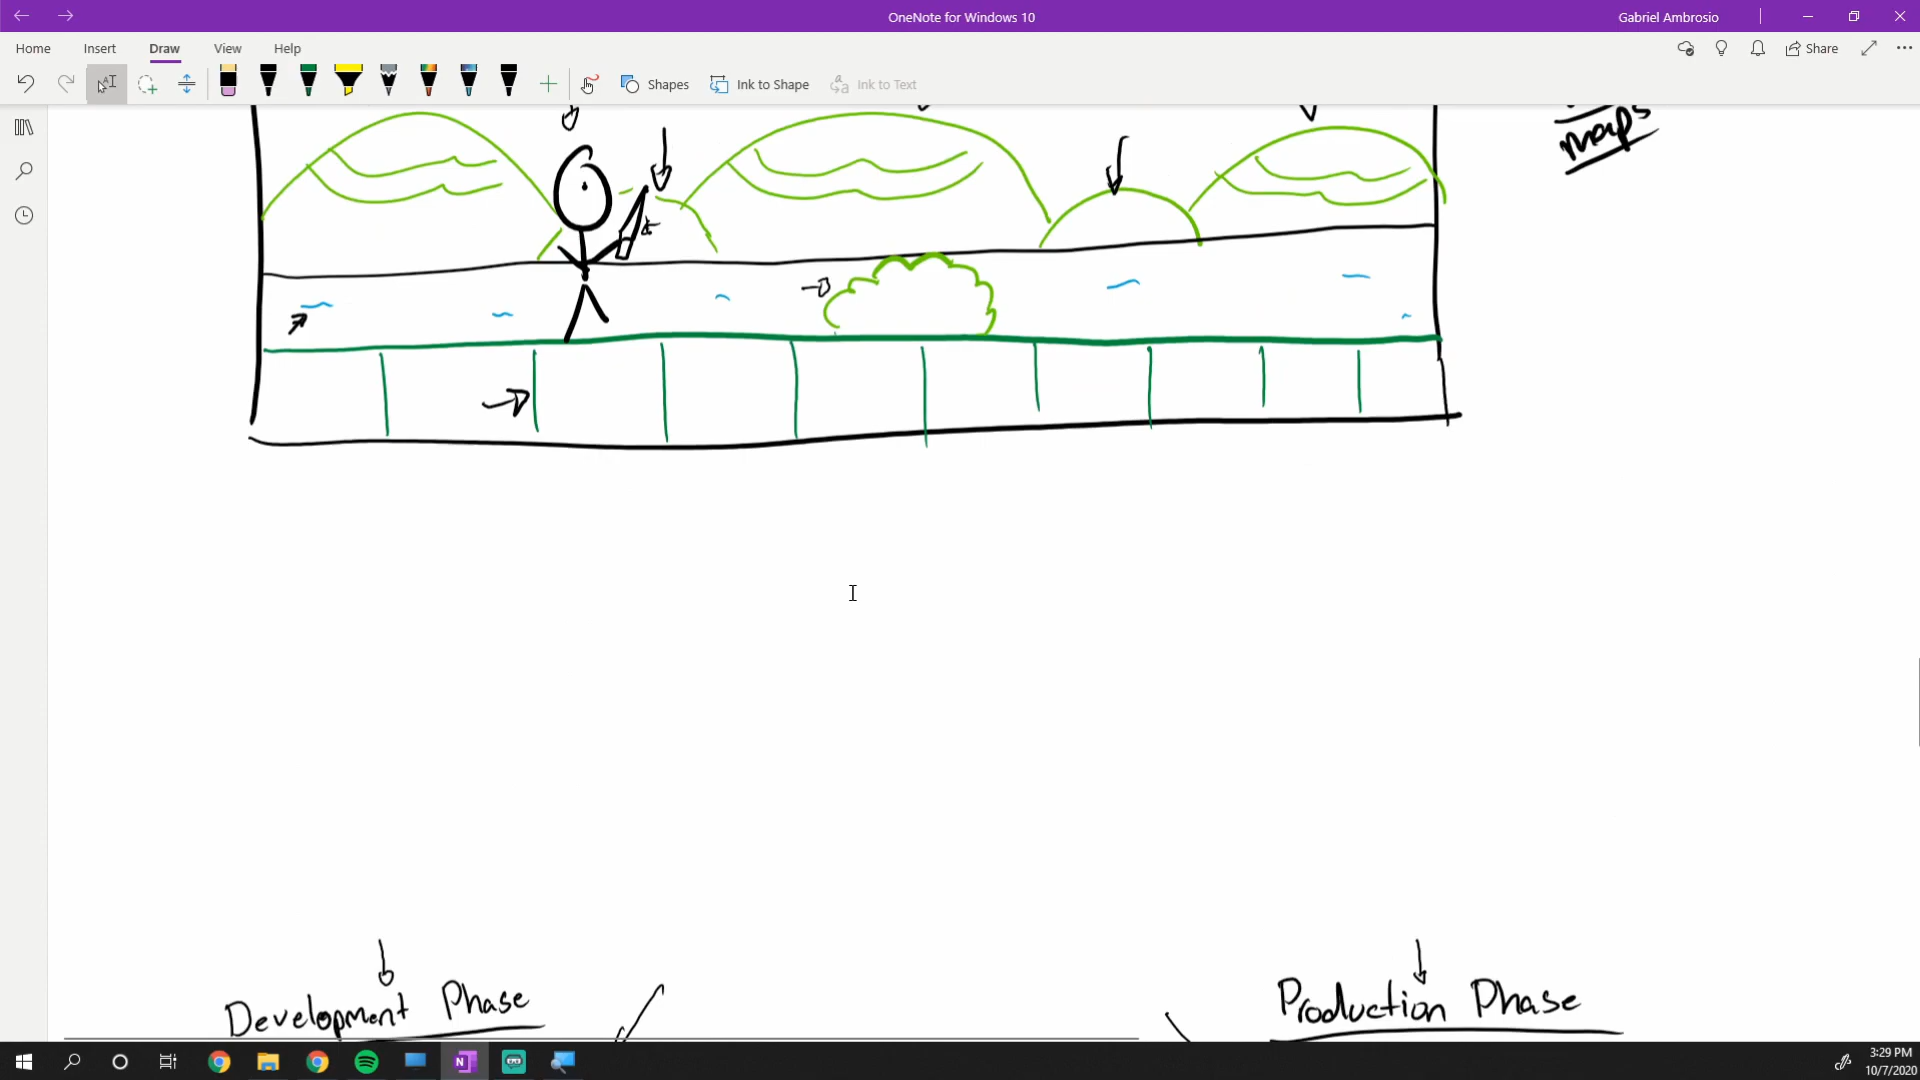 OneNote for Windows 10
Gabriel Ambrosio
Home Insert Draw View Help
Share
Shapes
Ink to Shape
Ink to Text
maps
Development Phase
Production Phase
3:29 PM
10/7/2020